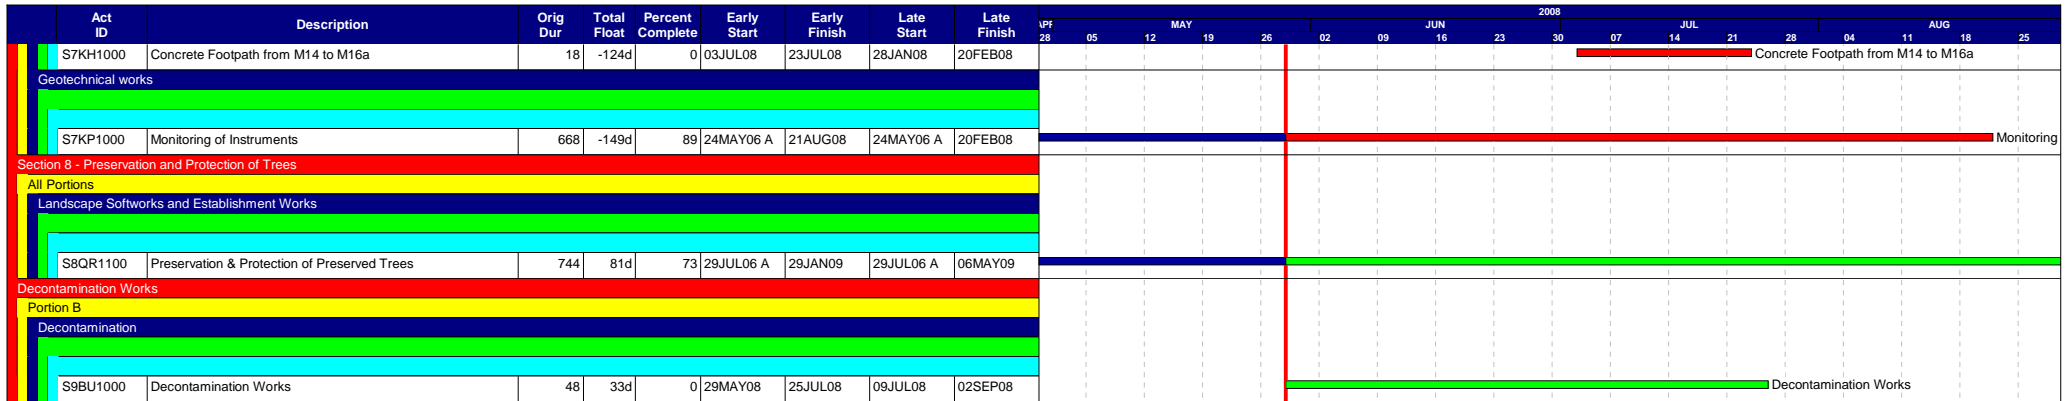 Act ID Description Orig Dur Total Float Percent Complete Early Start Early Finish Late Start Late Finish
2008
APR MAY JUN JUL AUG
28 05 12 19 26 02 09 16 23 30 07 14 21 28 04 11 18 25
S7KH1000 Concrete Footpath from M14 to M16a 18 -124d 0 03JUL08 23JUL08 28JAN08 20FEB08 Concrete Footpath from M14 to M16a
Geotechnical works
S7KP1000 Monitoring of Instruments 668 -149d 89 24MAY06 A 21AUG08 24MAY06 A 20FEB08 Monitoring
Section 8 - Preservation and Protection of Trees
All Portions
Landscape Softworks and Establishment Works
S8QR1100 Preservation & Protection of Preserved Trees 744 81d 73 29JUL06 A 29JAN09 29JUL06 A 06MAY09
Decontamination Works
Portion B
Decontamination
S9BU1000 Decontamination Works 48 33d 0 29MAY08 25JUL08 09JUL08 02SEP08 Decontamination Works